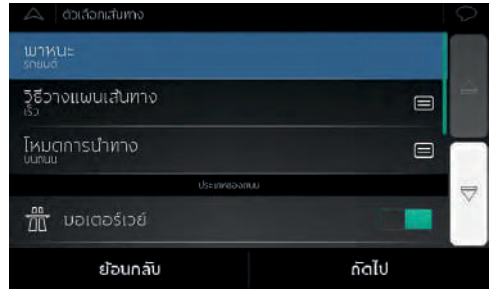 ตัวเลือกเส้นทาง
พาหนะ
รถยนต์
วิธีวางแผนเส้นทาง
เร็ว
โหมดการนำทาง
บนถนน
ประเภทของถนน
มอเตอร์เวย์
ย้อนกลับ
ถัดไป